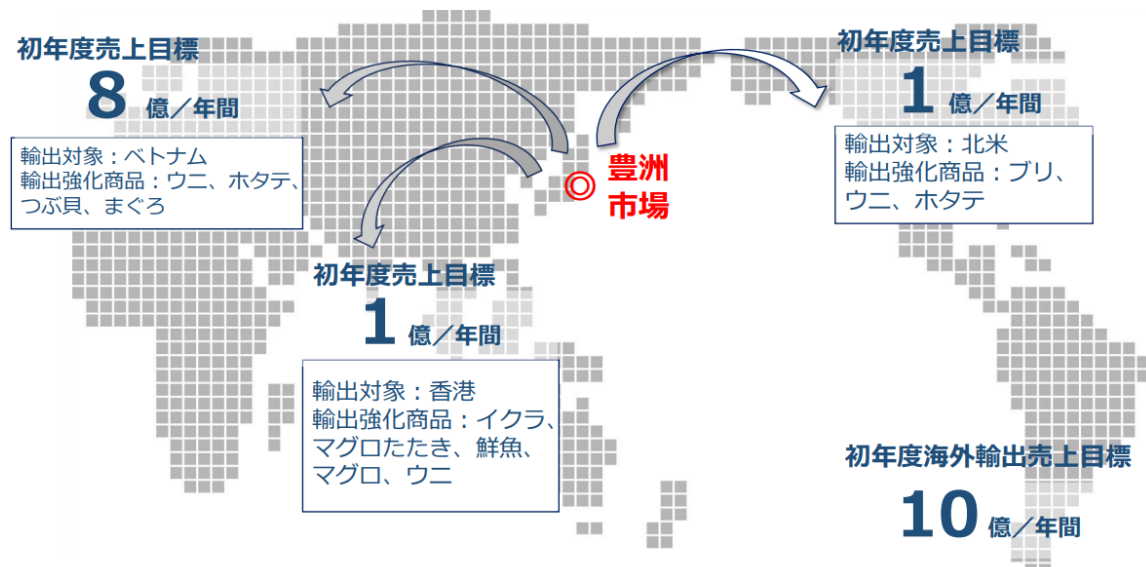 初年度売上目標
8 億／年間
輸出対象：ベトナム
輸出強化商品：ウニ、ホタテ、
つぶ貝、まぐろ
初年度売上目標
1 億／年間
輸出対象：北米
輸出強化商品：ブリ、
ウニ、ホタテ
◎ 豊洲
市場
初年度売上目標
1 億／年間
輸出対象：香港
輸出強化商品：イクラ、
マグロたたき、鮮魚、
マグロ、ウニ
初年度海外輸出売上目標
10 億／年間